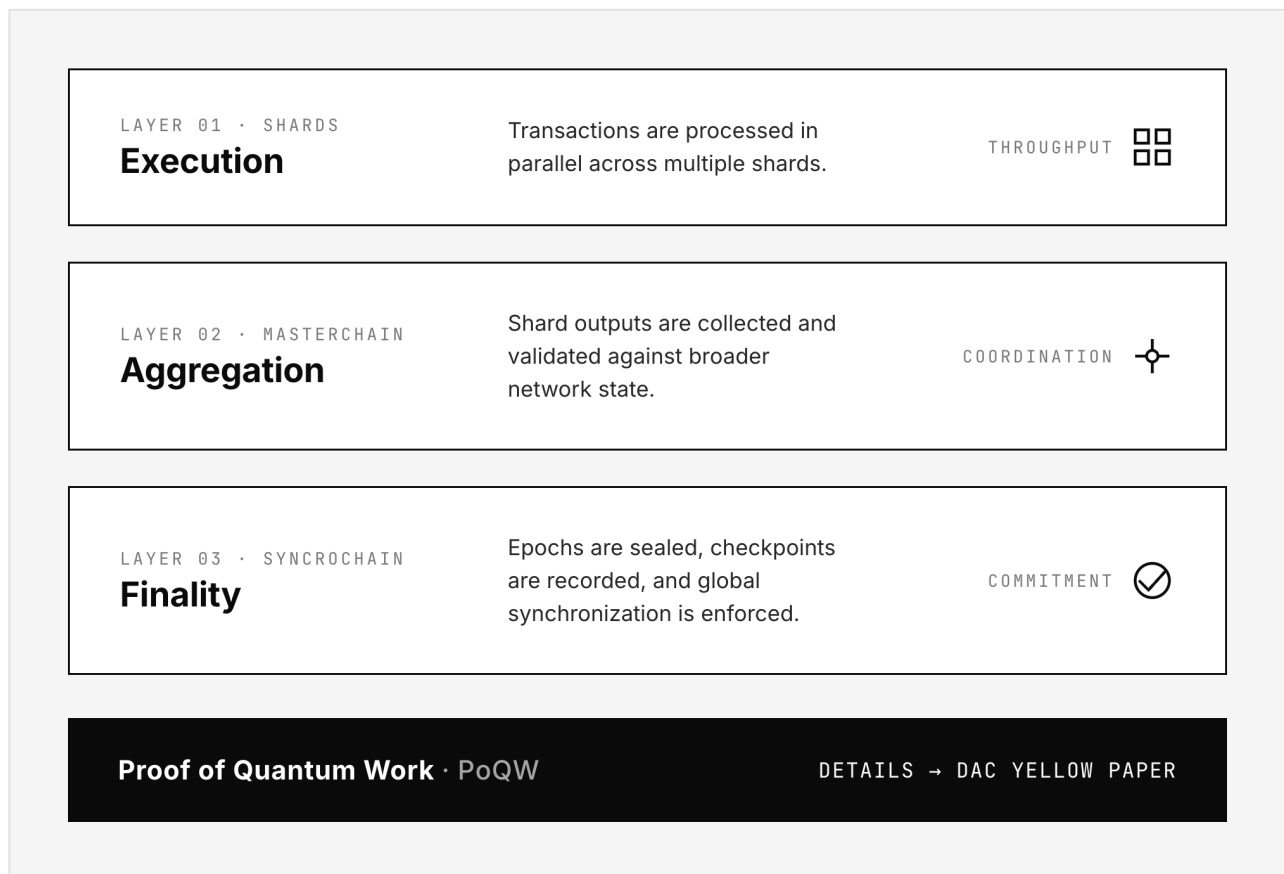 LAYER 01 · SHARDS
Execution
Transactions are processed in
parallel across multiple shards.
THROUGHPUT
LAYER 02 · MASTERCHAIN
Aggregation
Shard outputs are collected and
validated against broader
network state.
COORDINATION
LAYER 03 · SYNCROCHAIN
Finality
Epochs are sealed, checkpoints
are recorded, and global
synchronization is enforced.
COMMITMENT
Proof of Quantum Work · PoQW
DETAILS → DAC YELLOW PAPER